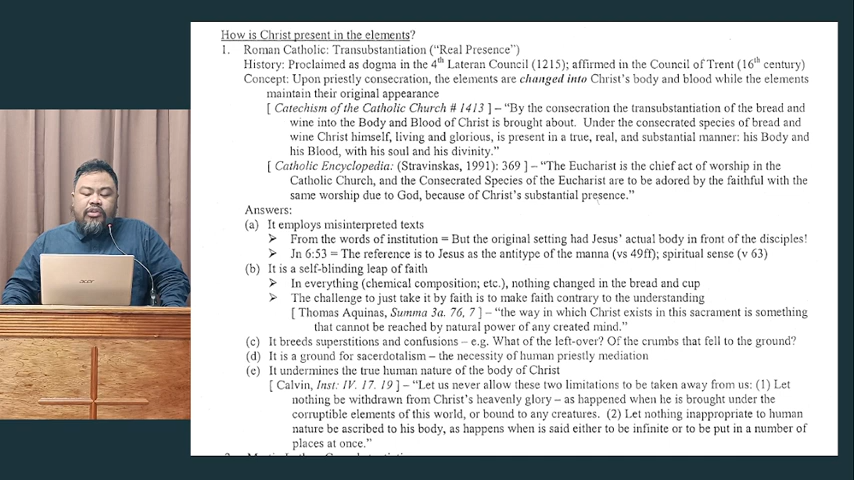 How is Christ present in the elements?
1. Roman Catholic: Transubstantiation ("Real Presence")
History: Proclaimed as dogma in the 4th Lateran Council (1215); affirmed in the Council of Trent (16th century)
Concept: Upon priestly consecration, the elements are changed into Christ's body and blood while the elements
maintain their original appearance
[ Catechism of the Catholic Church # 1413 ] – "By the consecration the transubstantiation of the bread and
wine into the Body and Blood of Christ is brought about. Under the consecrated species of bread and
wine Christ himself, living and glorious, is present in a true, real, and substantial manner: his Body and
his Blood, with his soul and his divinity."
[ Catholic Encyclopedia: (Stravinskas, 1991): 369 ] – "The Eucharist is the chief act of worship in the
Catholic Church, and the Consecrated Species of the Eucharist are to be adored by the faithful with the
same worship due to God, because of Christ's substantial presence."
Answers:
(a) It employs misinterpreted texts
➢ From the words of institution = But the original setting had Jesus' actual body in front of the disciples!
➢ Jn 6:53 = The reference is to Jesus as the antitype of the manna (vs 49ff); spiritual sense (v 63)
(b) It is a self-blinding leap of faith
➢ In everything (chemical composition; etc.), nothing changed in the bread and cup
➢ The challenge to just take it by faith is to make faith contrary to the understanding
[ Thomas Aquinas, Summa 3a. 76, 7 ] – "the way in which Christ exists in this sacrament is something
that cannot be reached by natural power of any created mind."
(c) It breeds superstitions and confusions – e.g. What of the left-over? Of the crumbs that fell to the ground?
(d) It is a ground for sacerdotalism – the necessity of human priestly mediation
(e) It undermines the true human nature of the body of Christ
[ Calvin, Inst: IV. 17. 19 ] – "Let us never allow these two limitations to be taken away from us: (1) Let
nothing be withdrawn from Christ's heavenly glory – as happened when he is brought under the
corruptible elements of this world, or bound to any creatures. (2) Let nothing inappropriate to human
nature be ascribed to his body, as happens when is said either to be infinite or to be put in a number of
places at once."
acer